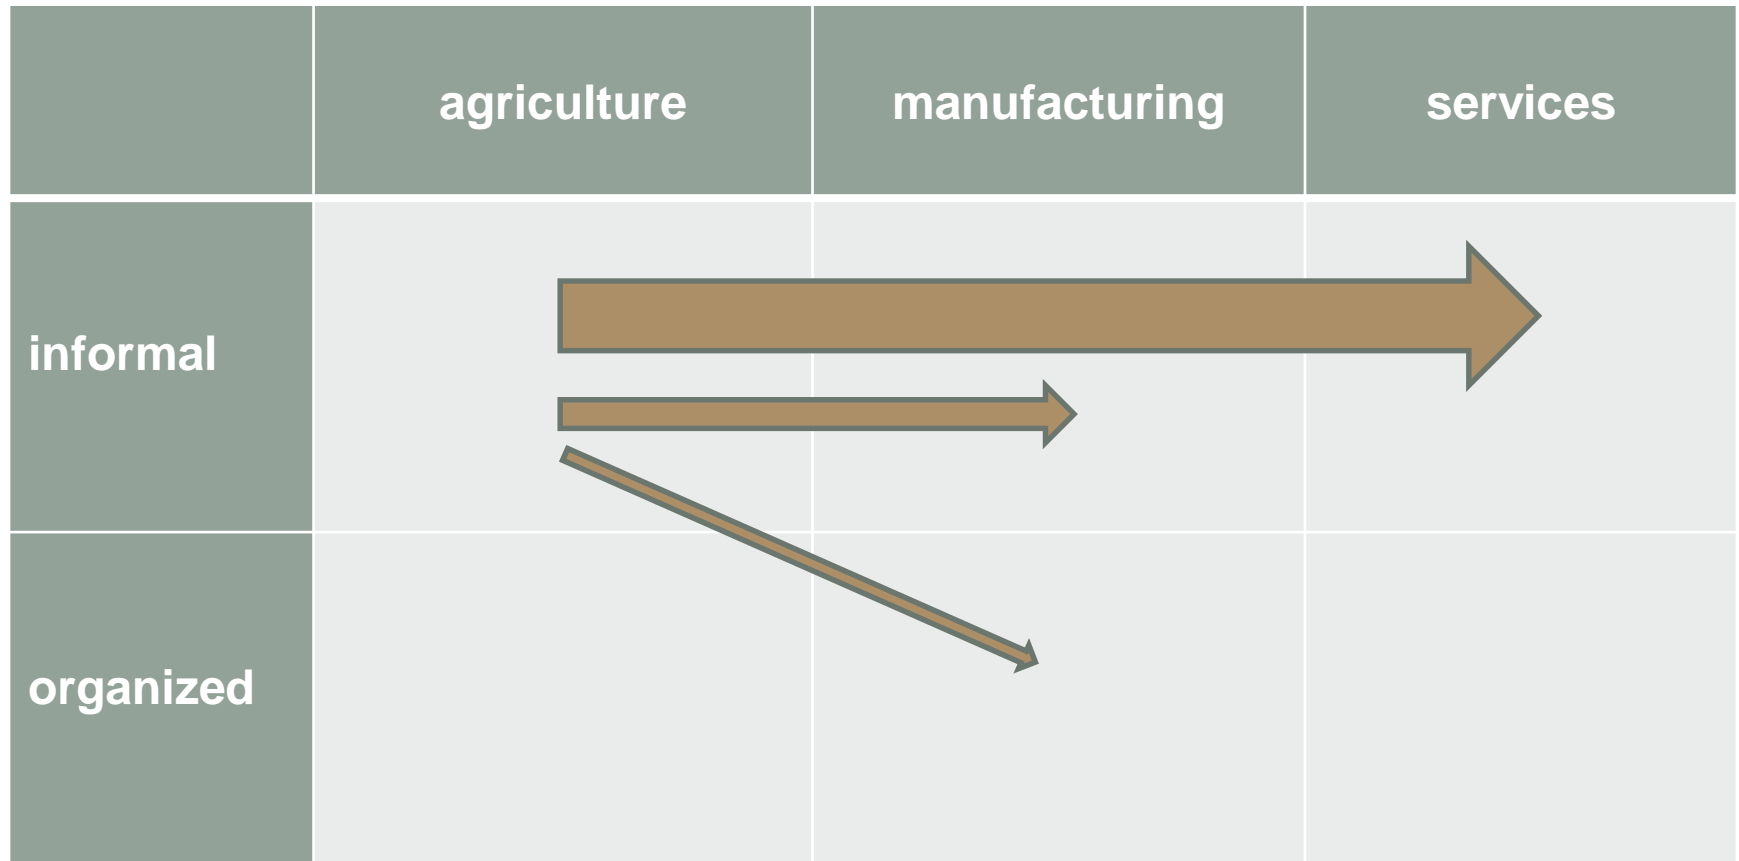 agriculture
manufacturing
services
informal
organized